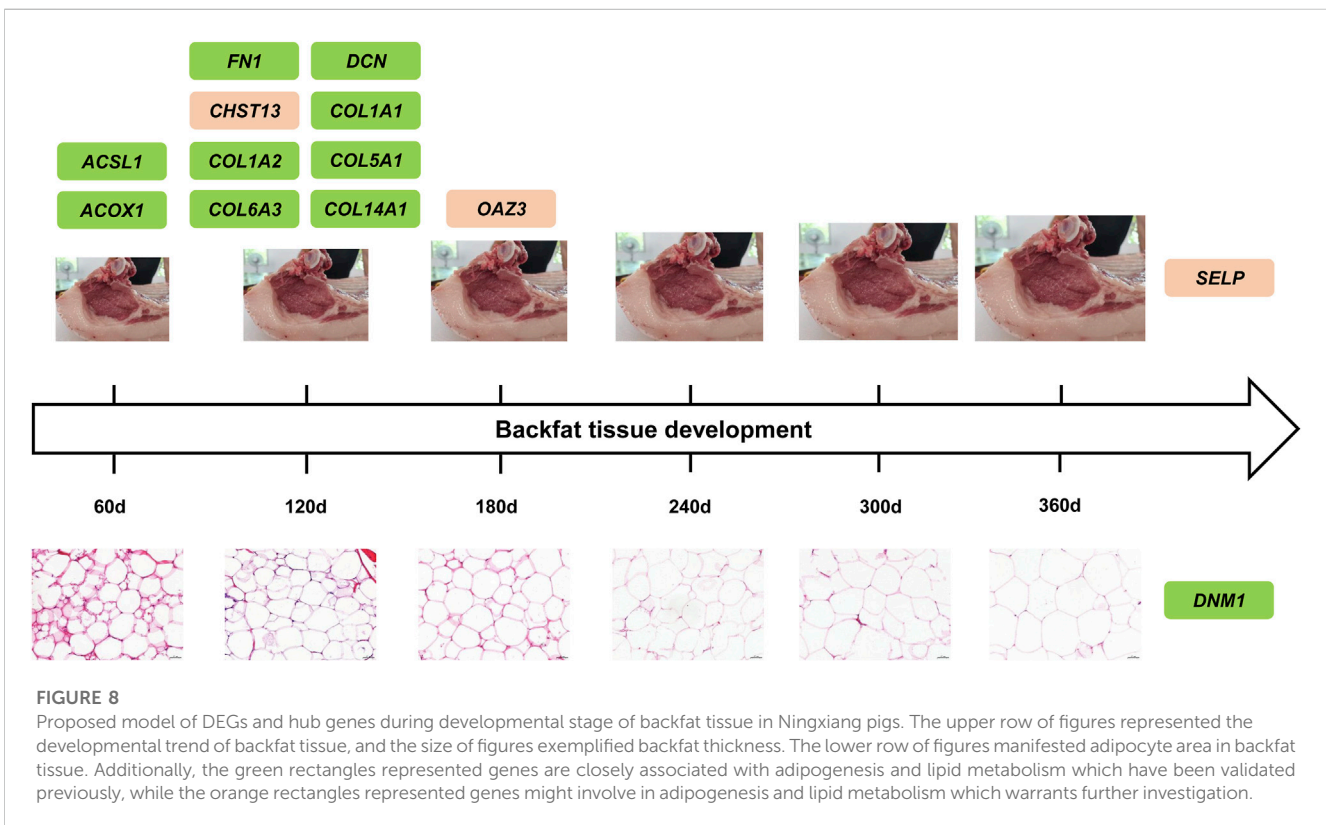 FN1 DCN
CHST13 COL1A1
ACSL1 COL1A2 COL5A1
ACOX1 COL6A3 COL14A1 OAZ3
SELP
Backfat tissue development
60d 120d 180d 240d 300d 360d
DNM1
FIGURE 8
Proposed model of DEGs and hub genes during developmental stage of backfat tissue in Ningxiang pigs. The upper row of figures represented the
developmental trend of backfat tissue, and the size of figures exemplified backfat thickness. The lower row of figures manifested adipocyte area in backfat
tissue. Additionally, the green rectangles represented genes are closely associated with adipogenesis and lipid metabolism which have been validated
previously, while the orange rectangles represented genes might involve in adipogenesis and lipid metabolism which warrants further investigation.